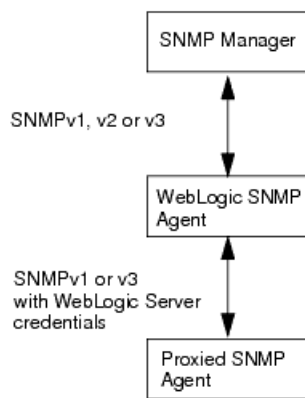 SNMP Manager
SNMPv1, v2 or v3
WebLogic SNMP
Agent
SNMPv1 or v3
with WebLogic Server
credentials
Proxied SNMP
Agent